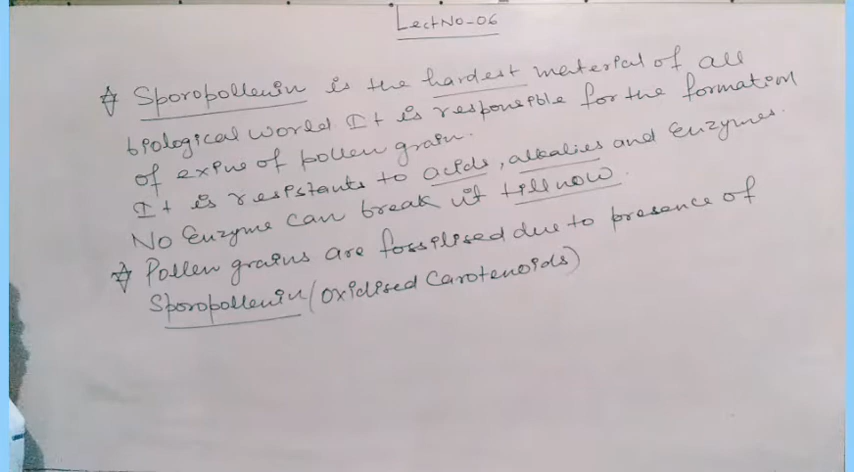 LectNo-06
☆ Sporopollenin is the hardest material of all
biological world It is responsible for the formation
of exine of pollen grain.
It is resistants to acids, alkalies and Enzymes.
No Enzyme can break it till now.
☆ Pollen grains are fossilised due to presence of
Sporopollenin (oxidised Carotenoids)